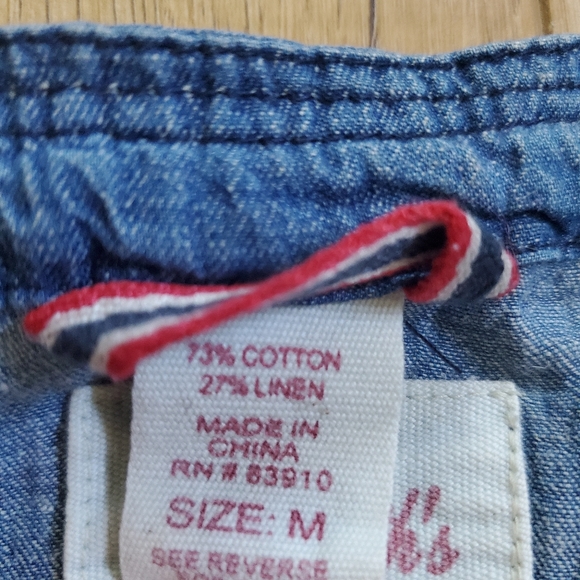 73% COTTON
27% LINEN
MADE IN
CHINA
RN # 83910
SIZE: M
SEE REVERSE